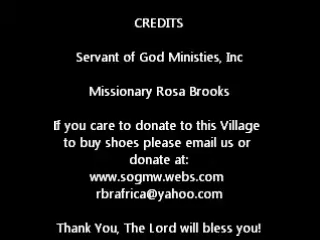 CREDITS
Servant of God Ministies, Inc
Missionary Rosa Brooks
If you care to donate to this Village
to buy shoes please email us or
donate at:
www.sogmw.webs.com
rbrafrica@yahoo.com
Thank You, The Lord will bless you!